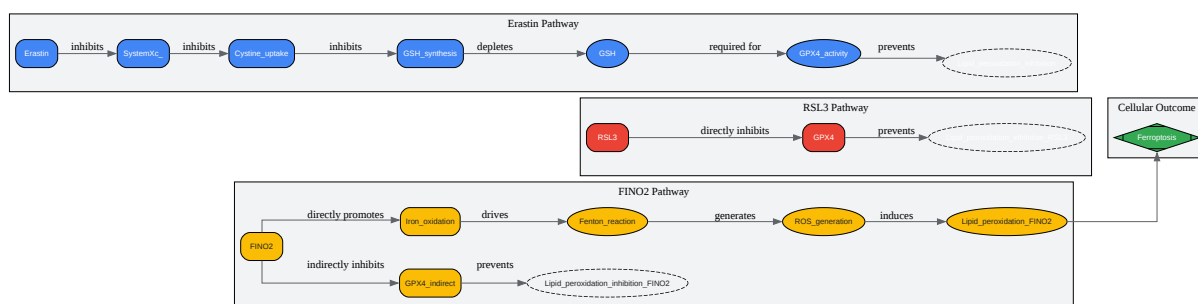 Erastin Pathway
Erastin
inhibits
SystemXc_
inhibits
Cystine_uptake
inhibits
GSH_synthesis
depletes
GSH
required for
GPX4_activity
prevents
RSL3 Pathway
RSL3
directly inhibits
GPX4
prevents
Cellular Outcome
Ferroptosis
FINO2 Pathway
FINO2
directly promotes
Iron_oxidation
drives
Fenton_reaction
generates
ROS_generation
induces
Lipid_peroxidation_FINO2
indirectly inhibits
GPX4_indirect
prevents
Lipid_peroxidation_inhibition_FINO2